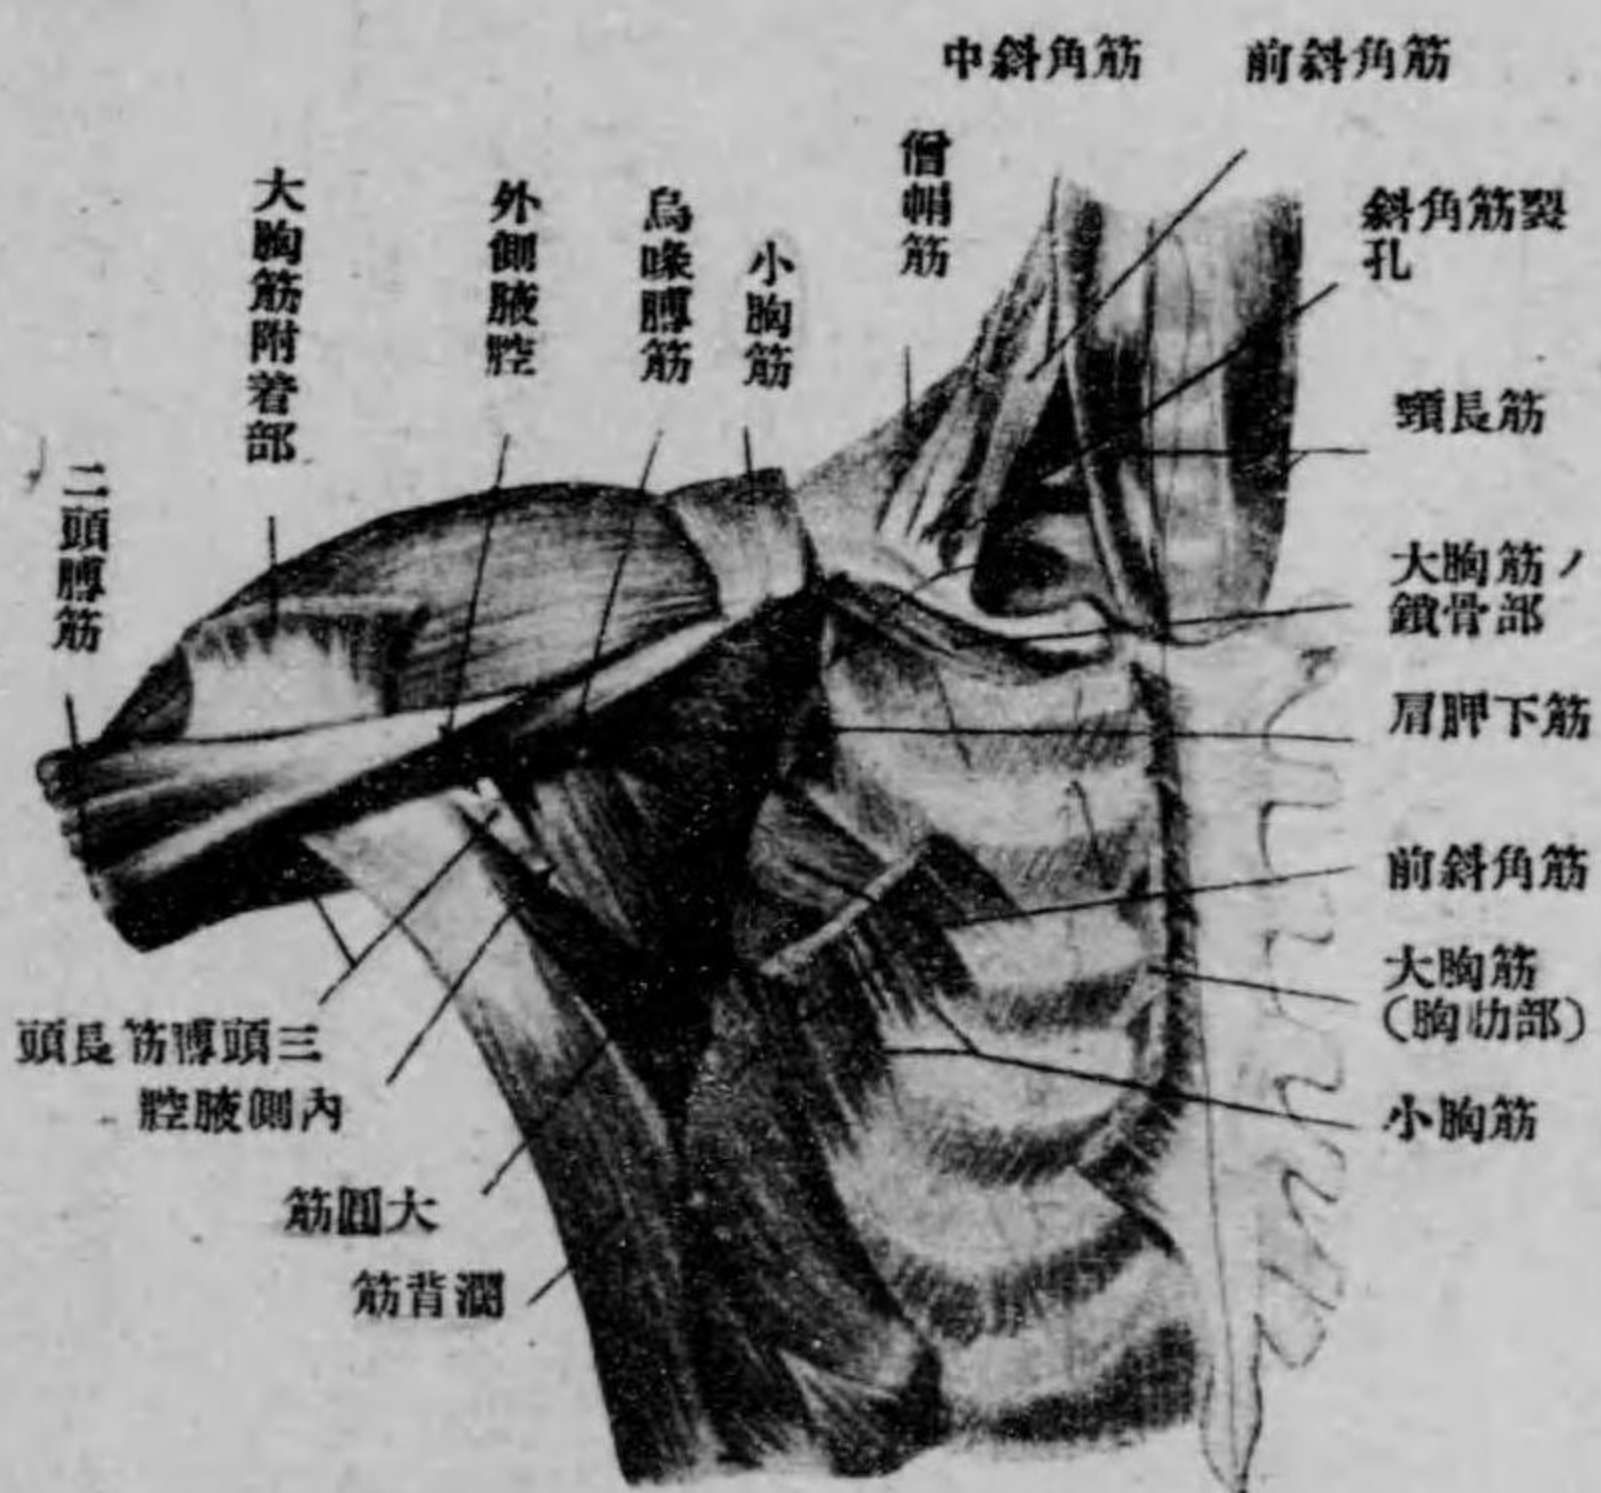 中斜角筋
前斜角筋
僧帽筋
斜角筋裂
孔
大胸筋附着部
外側腋腔
烏喙膊筋
小胸筋
頸長筋
二頭膊筋
大胸筋ノ
鎖骨部
肩胛下筋
前斜角筋
大胸筋
(胸肋部)
小胸筋
三頭膊筋長頭
内側腋腔
大圓筋
濶背筋